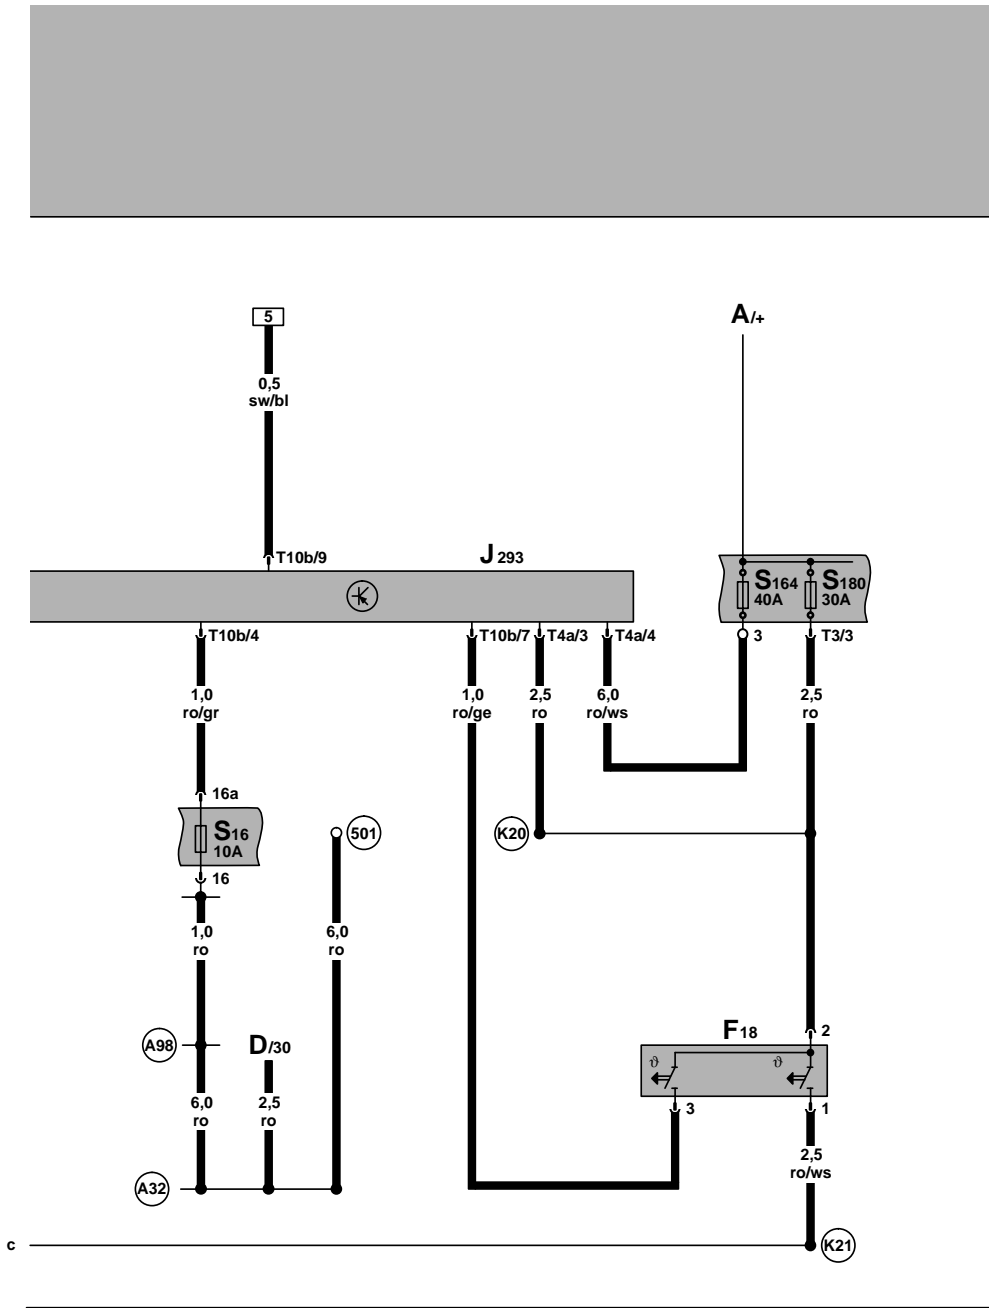 5
A/+
0,5
sw/bl
T10b/9
J 293
S164
40A
S180
30A
T10b/4
T10b/7
T4a/3
T4a/4
3
T3/3
1,0
ro/gr
1,0
ro/ge
2,5
ro
6,0
ro/ws
2,5
ro
16a
S16
10A
501
K20
16
1,0
ro
6,0
ro
F18
2
A98
D/30
ϑ
ϑ
6,0
ro
2,5
ro
3
1
2,5
ro/ws
A32
c
K21